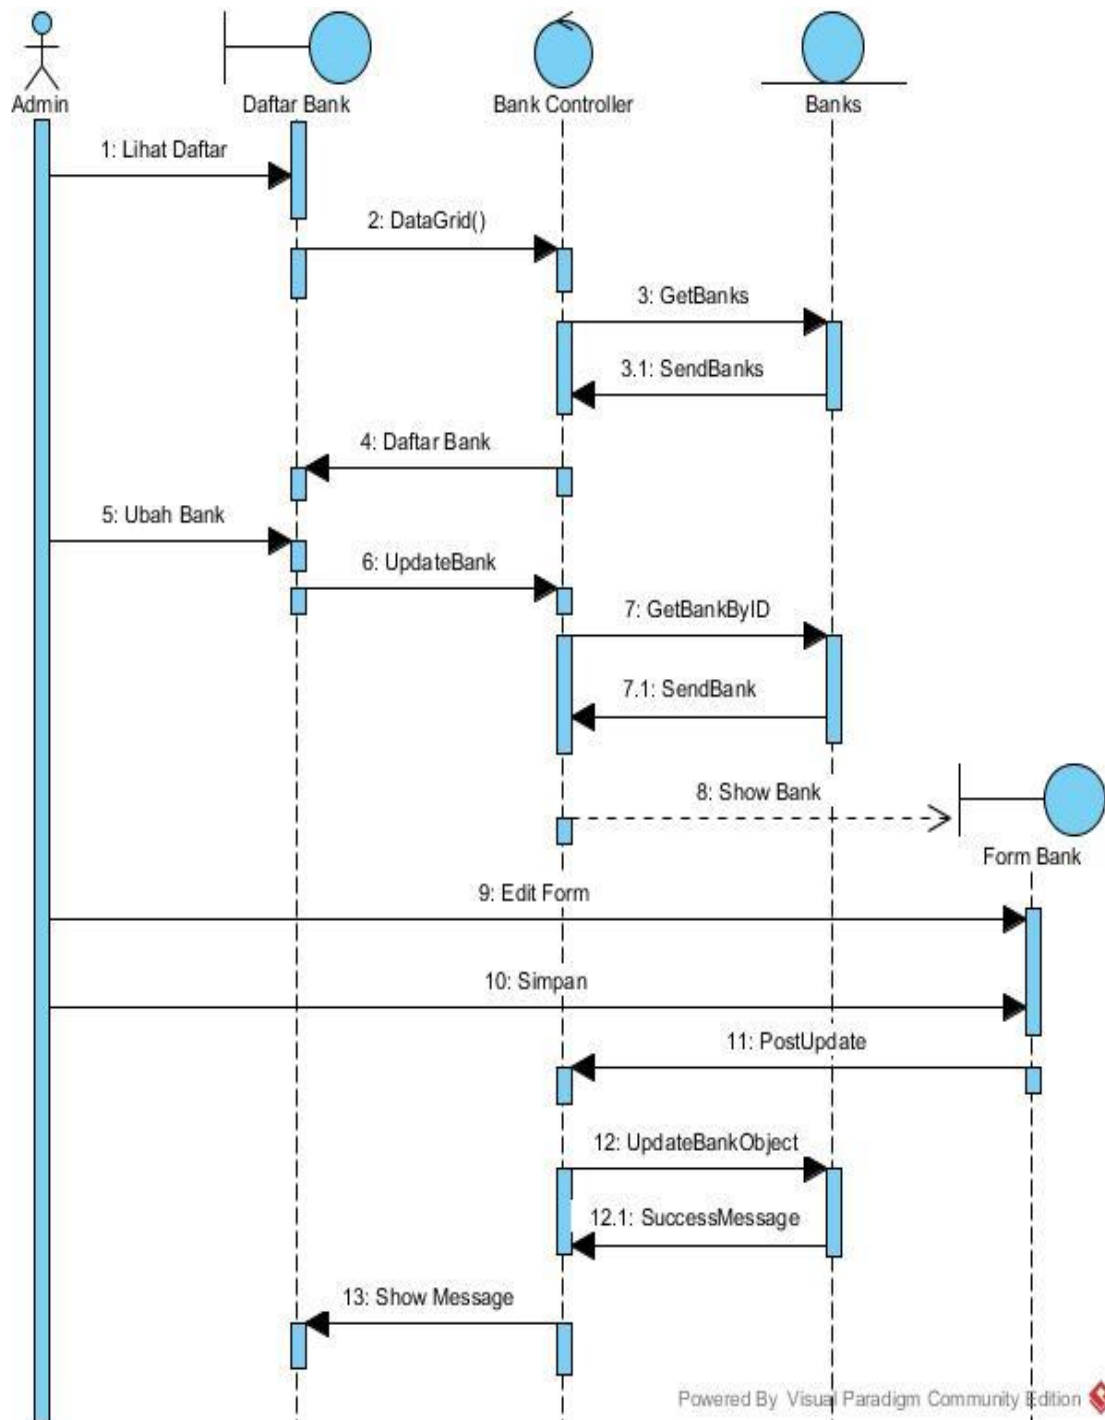 Admin
Daftar Bank
Bank Controller
Banks
1: Lihat Daftar
2: DataGrid()
3: GetBanks
3.1: SendBanks
4: Daftar Bank
5: Ubah Bank
6: UpdateBank
7: GetBankByID
7.1: SendBank
8: Show Bank
Form Bank
9: Edit Form
10: Simpan
11: PostUpdate
12: UpdateBankObject
12.1: SuccessMessage
13: Show Message
Powered By Visual Paradigm Community Edition